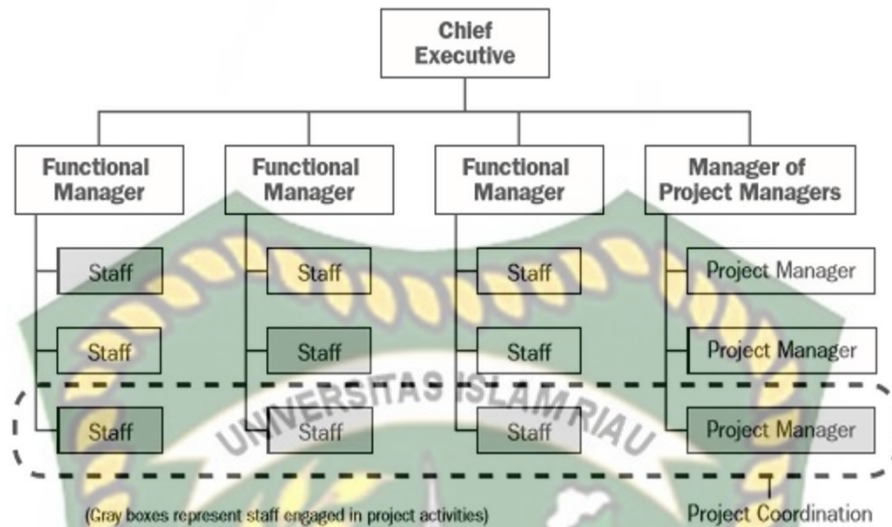 Chief
Executive
Functional
Manager
Functional
Manager
Functional
Manager
Manager of
Project Managers
Staff
Staff
Staff
Project Manager
Staff
Staff
Staff
Project Manager
UNIVERSITAS ISLAM RIAU
Staff
Staff
Staff
Project Manager
(Gray boxes represent staff engaged in project activities)
Project Coordination